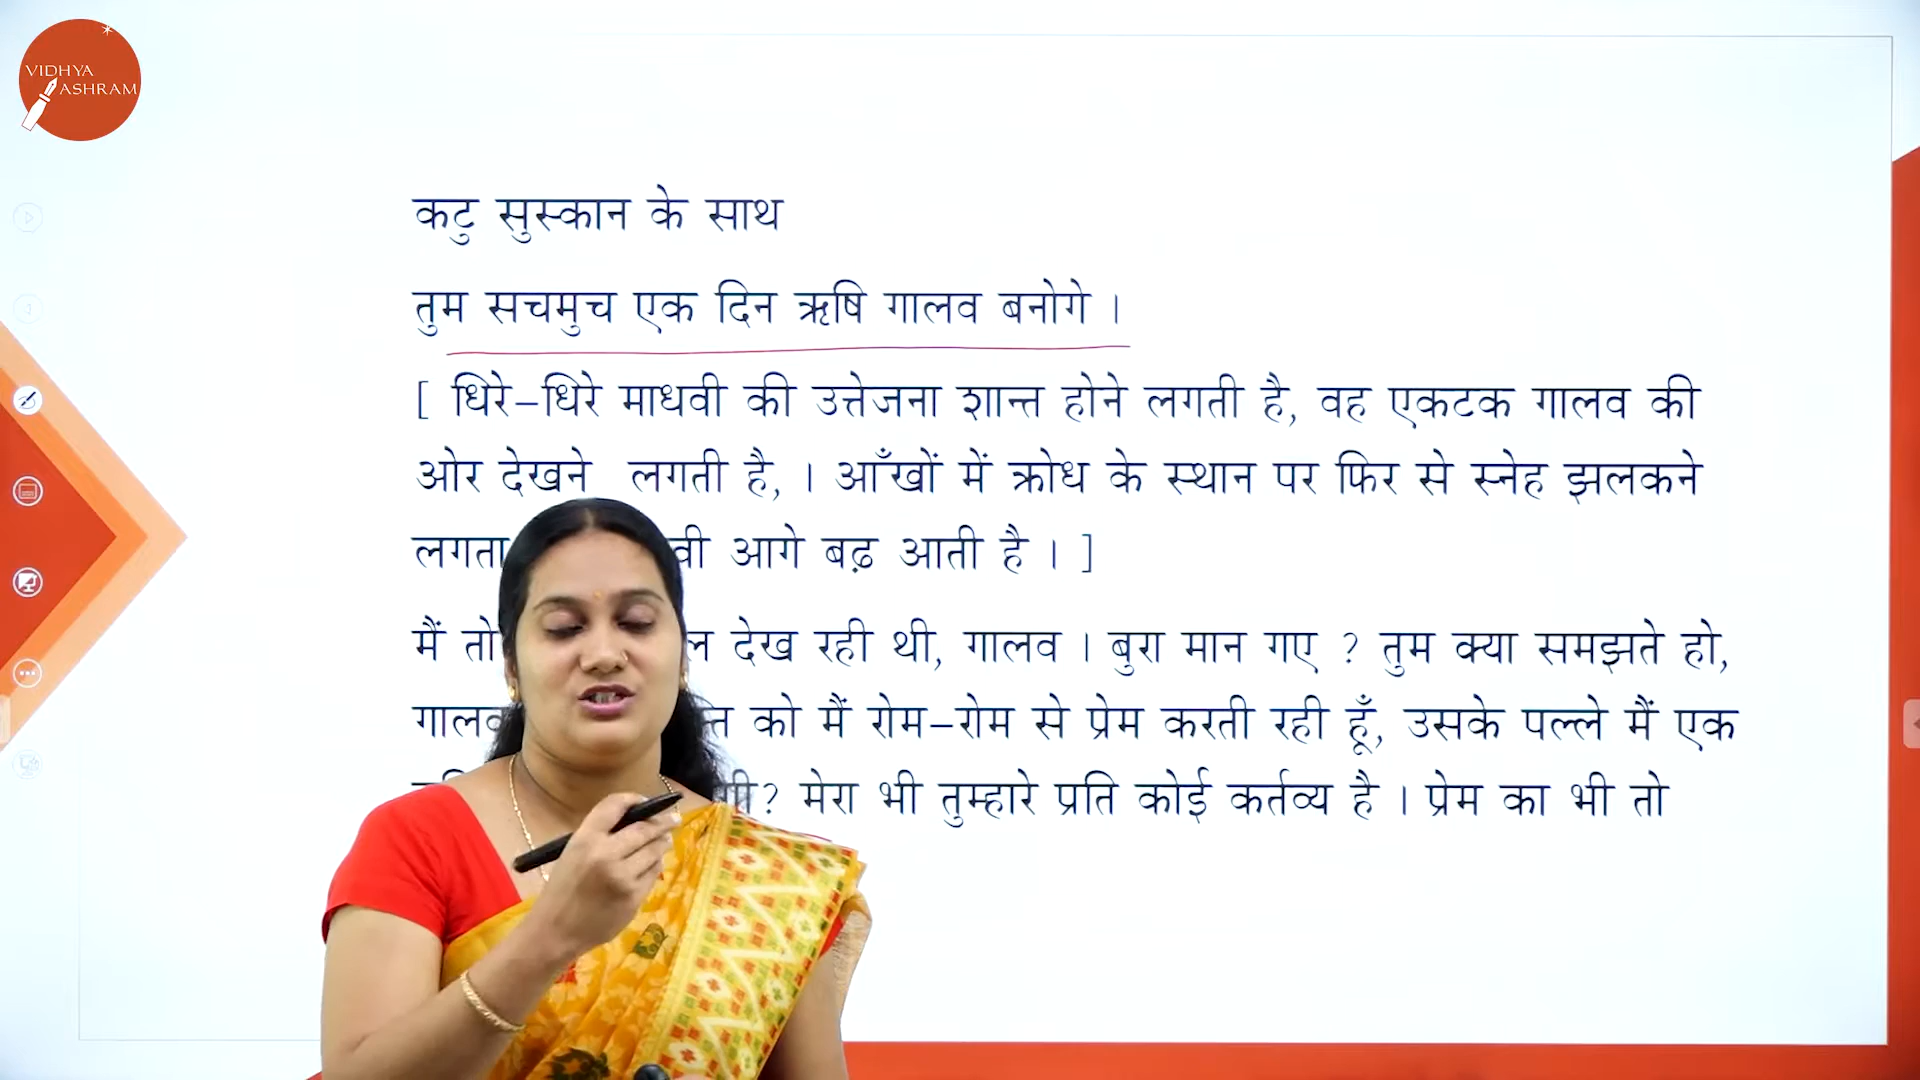 VIDHYA
ASHRAM
कटु सुस्कान के साथ
तुम सचमुच एक दिन ऋषि गालव बनोगे ।
[ धिरे–धिरे माधवी की उत्तेजना शान्त होने लगती है, वह एकटक गालव की
ओर देखने लगती है, । आँखों में क्रोध के स्थान पर फिर से स्नेह झलकने
लगता आगे बढ़ आती है । ]
मैं तो देख रही थी, गालव । बुरा मान गए ? तुम क्या समझते हो,
को मैं रोम–रोम से प्रेम करती रही हूँ, उसके पल्ले मैं एक
मेरा भी तुम्हारे प्रति कोई कर्तव्य है । प्रेम का भी तो